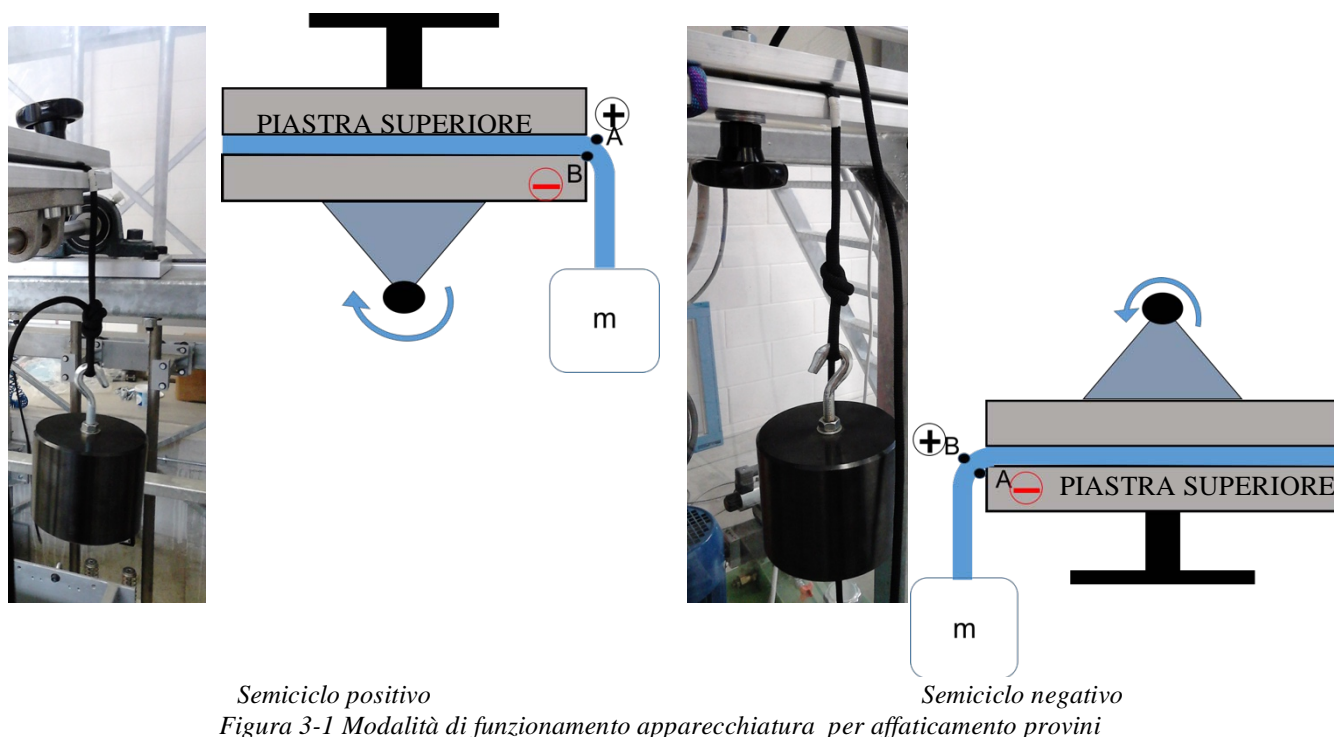 PIASTRA SUPERIORE
+
A
B
−
m
+
B
A
−
PIASTRA SUPERIORE
m
Semiciclo positivo
Semiciclo negativo
Figura 3-1 Modalità di funzionamento apparecchiatura per affaticamento provini